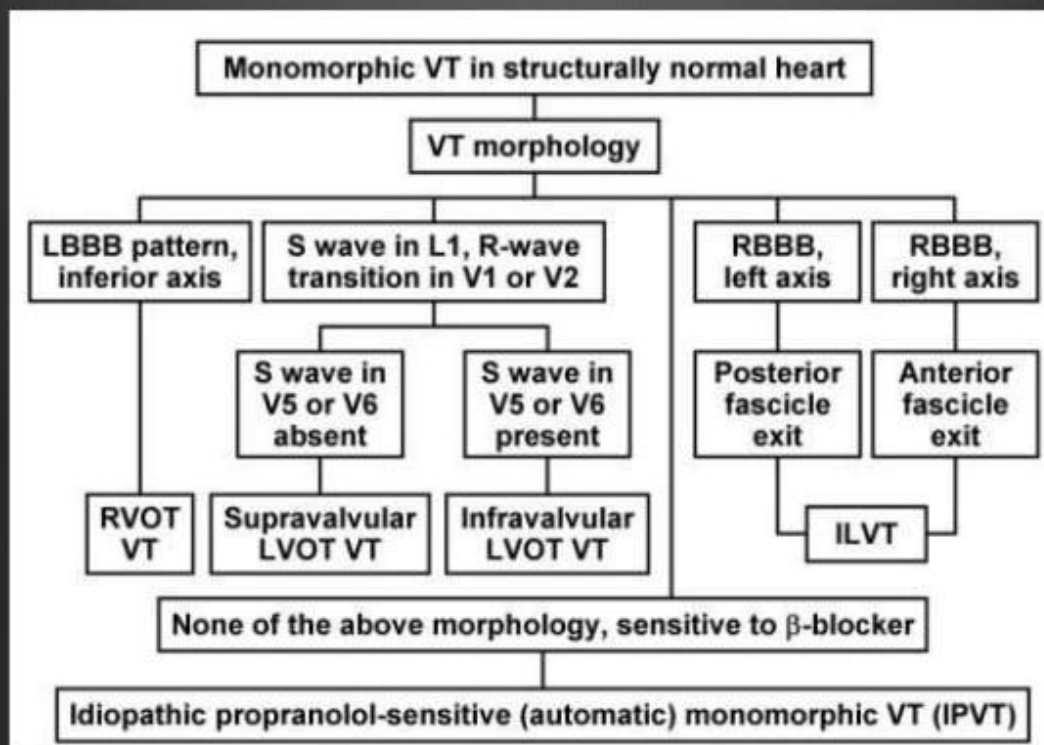 Monomorphic VT in structurally normal heart
VT morphology
LBBB pattern,
inferior axis
S wave in L1, R-wave
transition in V1 or V2
RBBB,
left axis
RBBB,
right axis
S wave in
V5 or V6
absent
S wave in
V5 or V6
present
Posterior
fascicle
exit
Anterior
fascicle
exit
RVOT
VT
Supravalvular
LVOT VT
Infravalvular
LVOT VT
ILVT
None of the above morphology, sensitive to β-blocker
Idiopathic propranolol-sensitive (automatic) monomorphic VT (IPVT)